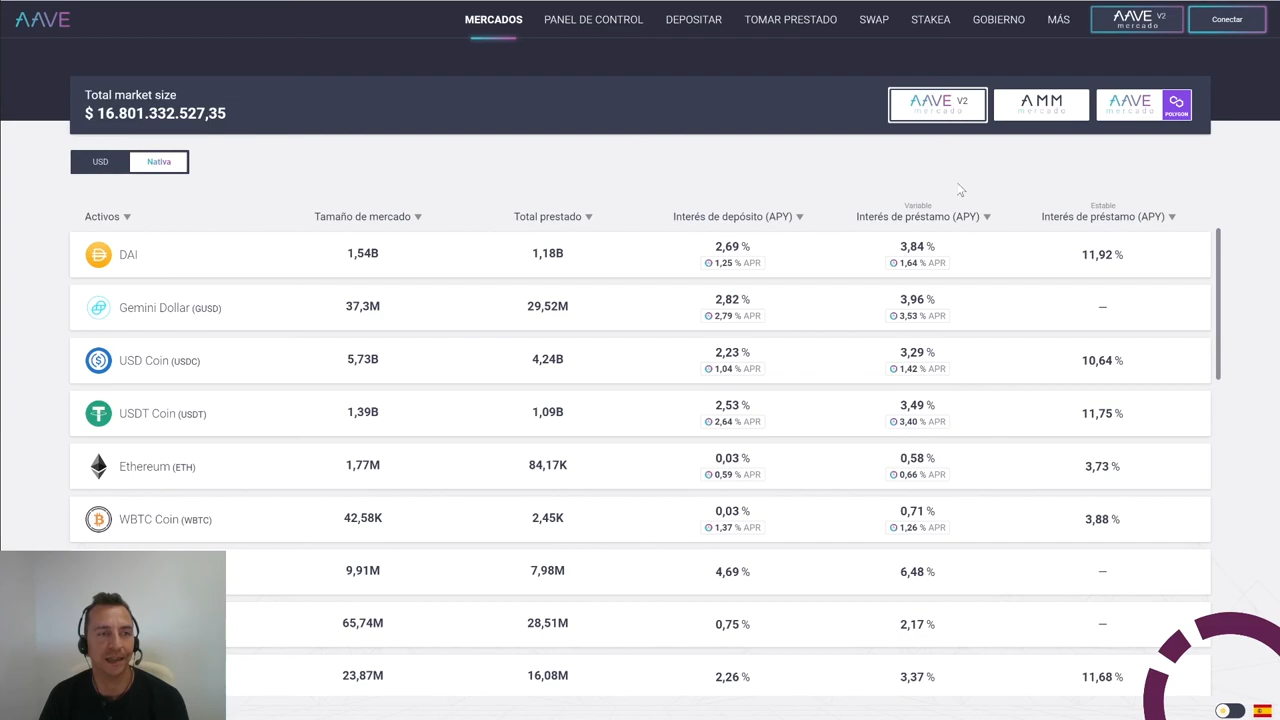 AAVE
MERCADOS
PANEL DE CONTROL
DEPOSITAR
TOMAR PRESTADO
SWAP
STAKEA
GOBIERNO
MÁS
AAVE V2
mercado
Conectar
Total market size
$ 16.801.332.527,35
AAVE V2
mercado
AMM
mercado
AAVE
mercado
POLYGON
USD
Nativa
Variable
Estable
Activos
Tamaño de mercado
Total prestado
Interés de depósito (APY)
Interés de préstamo (APY)
Interés de préstamo (APY)
DAI
1,54B
1,18B
2,69 %
1,25 % APR
3,84 %
1,64 % APR
11,92 %
Gemini Dollar (GUSD)
37,3M
29,52M
2,82 %
2,79 % APR
3,96 %
3,53 % APR
—
USD Coin (USDC)
5,73B
4,24B
2,23 %
1,04 % APR
3,29 %
1,42 % APR
10,64 %
USDT Coin (USDT)
1,39B
1,09B
2,53 %
2,64 % APR
3,49 %
3,40 % APR
11,75 %
Ethereum (ETH)
1,77M
84,17K
0,03 %
0,59 % APR
0,58 %
0,66 % APR
3,73 %
WBTC Coin (WBTC)
42,58K
2,45K
0,03 %
1,37 % APR
0,71 %
1,26 % APR
3,88 %
9,91M
7,98M
4,69 %
6,48 %
—
65,74M
28,51M
0,75 %
2,17 %
—
23,87M
16,08M
2,26 %
3,37 %
11,68 %